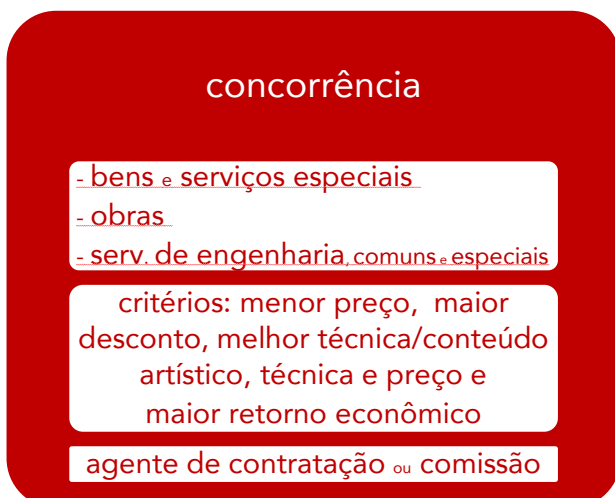 concorrência
- bens e serviços especiais
- obras
- serv. de engenharia, comuns e especiais
critérios: menor preço, maior
desconto, melhor técnica/conteúdo
artístico, técnica e preço e
maior retorno econômico
agente de contratação ou comissão